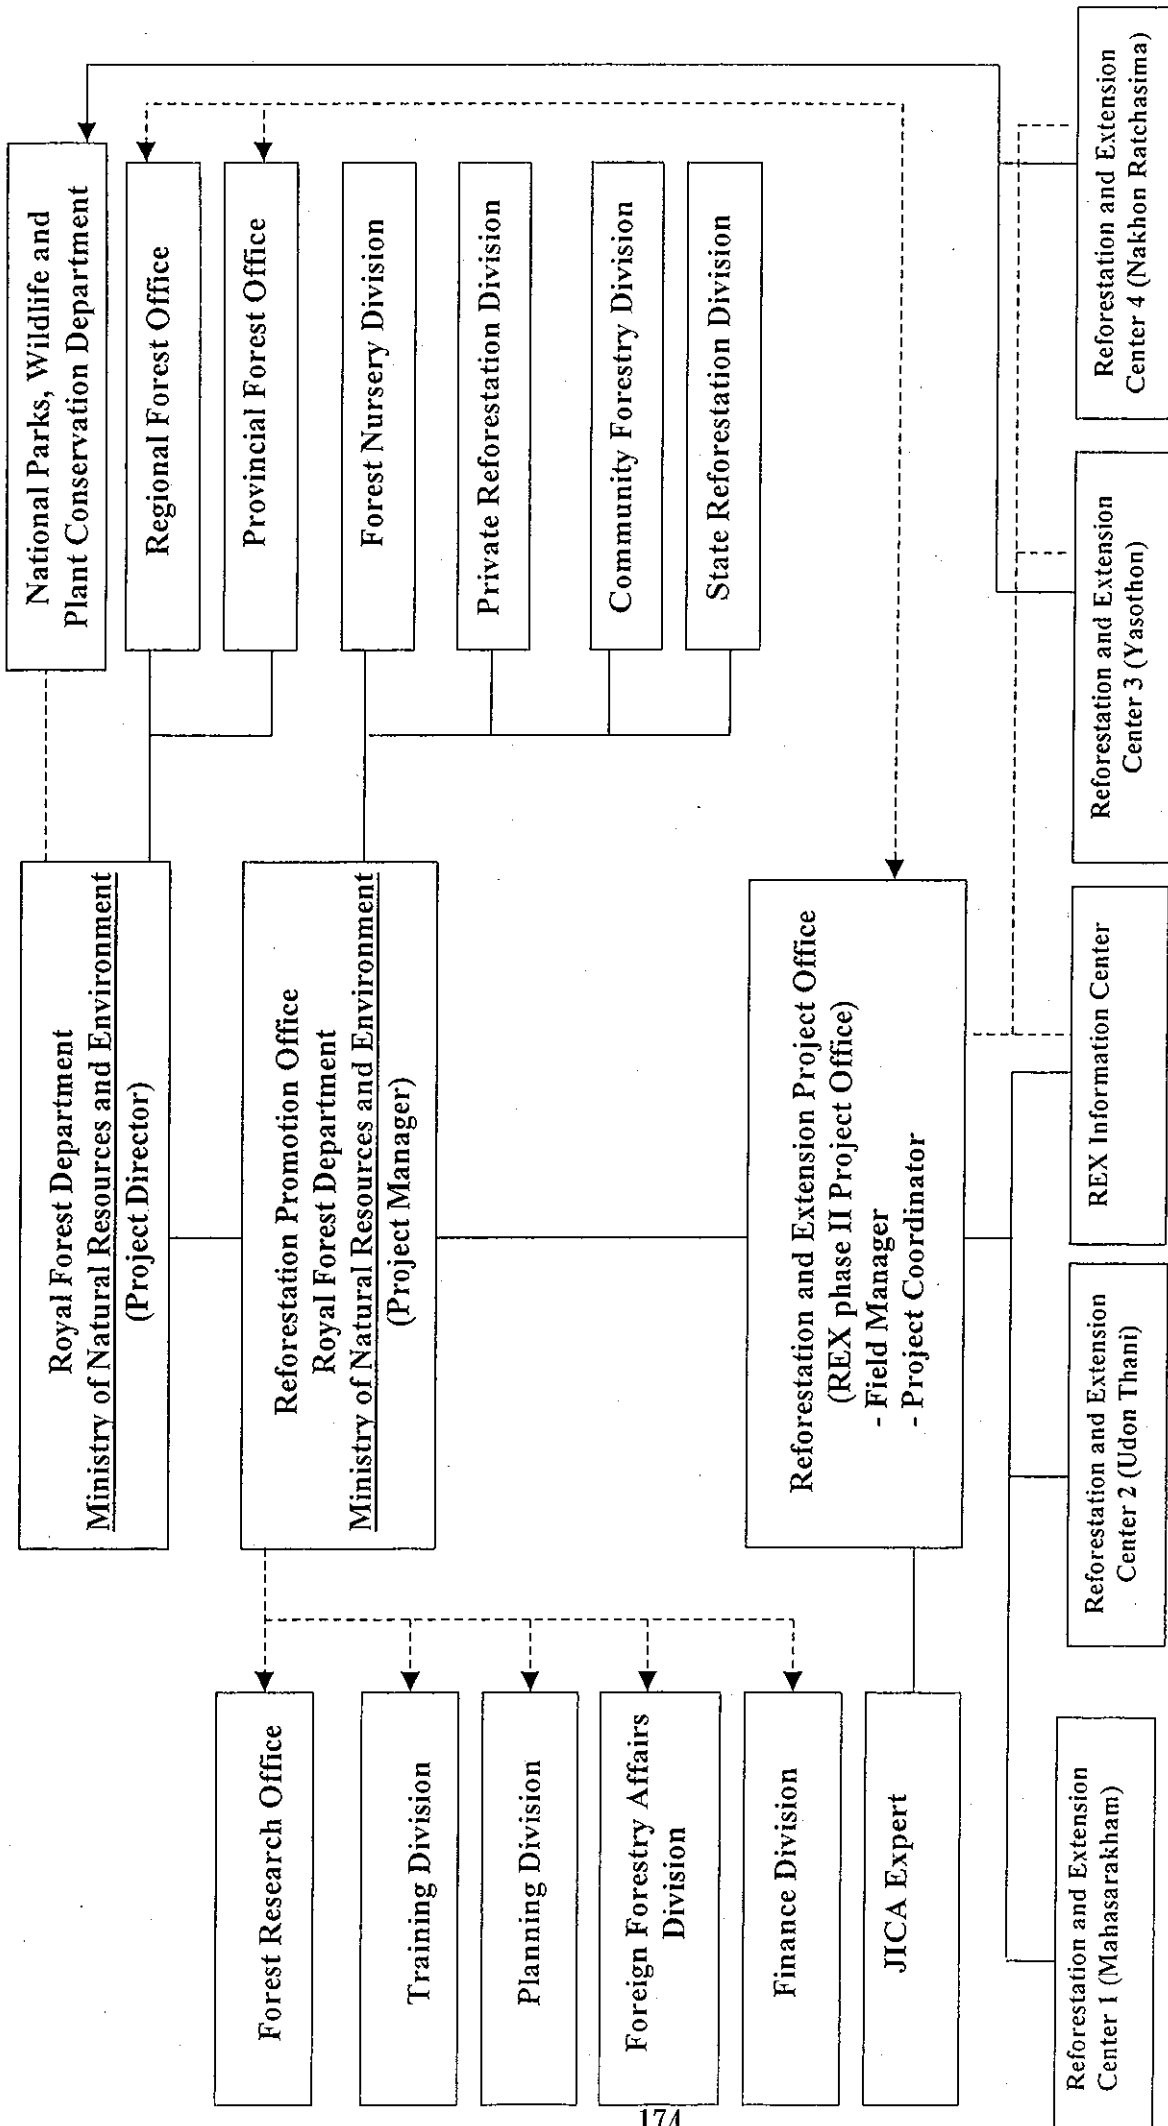 Royal Forest Department
Ministry of Natural Resources and Environment
(Project Director)
National Parks, Wildlife and
Plant Conservation Department
Regional Forest Office
Provincial Forest Office
Reforestation Promotion Office
Royal Forest Department
Ministry of Natural Resources and Environment
(Project Manager)
Forest Nursery Division
Private Reforestation Division
Community Forestry Division
State Reforestation Division
Forest Research Office
Training Division
Planning Division
Foreign Forestry Affairs
Division
Finance Division
JICA Expert
Reforestation and Extension Project Office
(REX phase II Project Office)
- Field Manager
- Project Coordinator
Reforestation and Extension
Center 1 (Mahasarakham)
Reforestation and Extension
Center 2 (Udon Thani)
REX Information Center
Reforestation and Extension
Center 3 (Yasothon)
Reforestation and Extension
Center 4 (Nakhon Ratchasima)
174